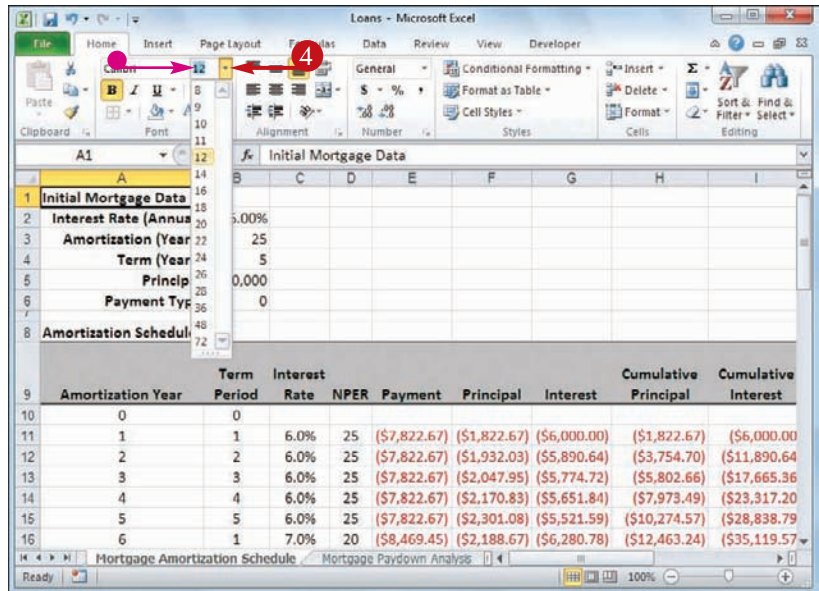 Loans - Microsoft Excel
File Home Insert Page Layout Data Review View Developer
4
12
General
Conditional Formatting
Insert
Σ
B I U
$ % ,
Format as Table
Delete
Paste
Cell Styles
Format
Sort & Filter
Find & Select
Clipboard Font Alignment Number Styles Cells Editing
8
9
10
11
12
14
16
18
20
22
24
26
28
36
48
72
A1 fx Initial Mortgage Data
A B C D E F G H I
1 Initial Mortgage Data
2 Interest Rate (Annua .00%
3 Amortization (Year 25
4 Term (Year 5
5 Princip 0,000
6 Payment Typ 0
7
8 Amortization Schedul
9 Amortization Year Term Period Interest Rate NPER Payment Principal Interest Cumulative Principal Cumulative Interest
10 0 0
11 1 1 6.0% 25 ($7,822.67) ($1,822.67) ($6,000.00) ($1,822.67) ($6,000.00
12 2 2 6.0% 25 ($7,822.67) ($1,932.03) ($5,890.64) ($3,754.70) ($11,890.64
13 3 3 6.0% 25 ($7,822.67) ($2,047.95) ($5,774.72) ($5,802.66) ($17,665.36
14 4 4 6.0% 25 ($7,822.67) ($2,170.83) ($5,651.84) ($7,973.49) ($23,317.20
15 5 5 6.0% 25 ($7,822.67) ($2,301.08) ($5,521.59) ($10,274.57) ($28,838.79
16 6 1 7.0% 20 ($8,469.45) ($2,188.67) ($6,280.78) ($12,463.24) ($35,119.57
Mortgage Amortization Schedule Mortgage Paydown Analysis
Ready 100%